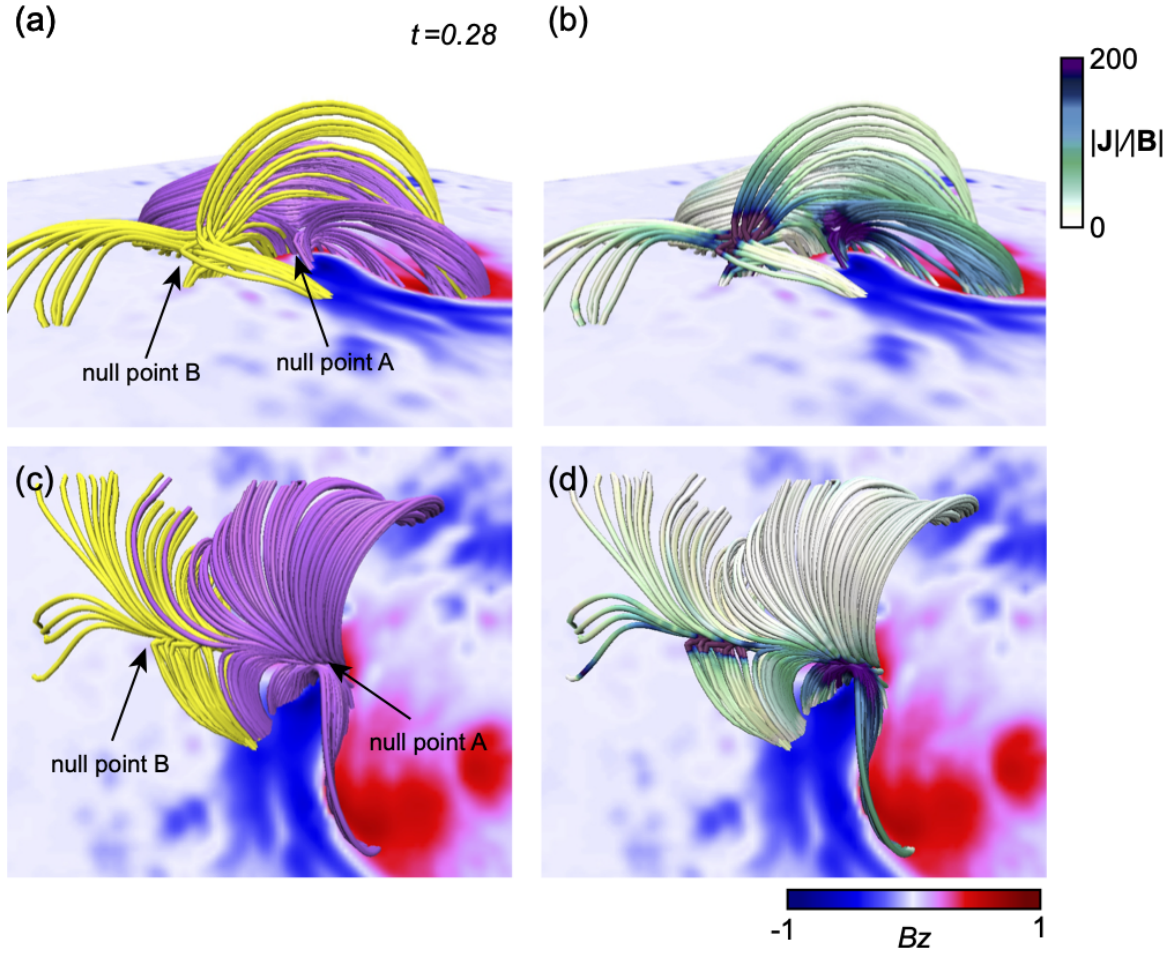 (a)
t=0.28
(b)
200
|J|/|B|
0
null point B
null point A
(c)
(d)
null point A
null point B
-1
1
Bz